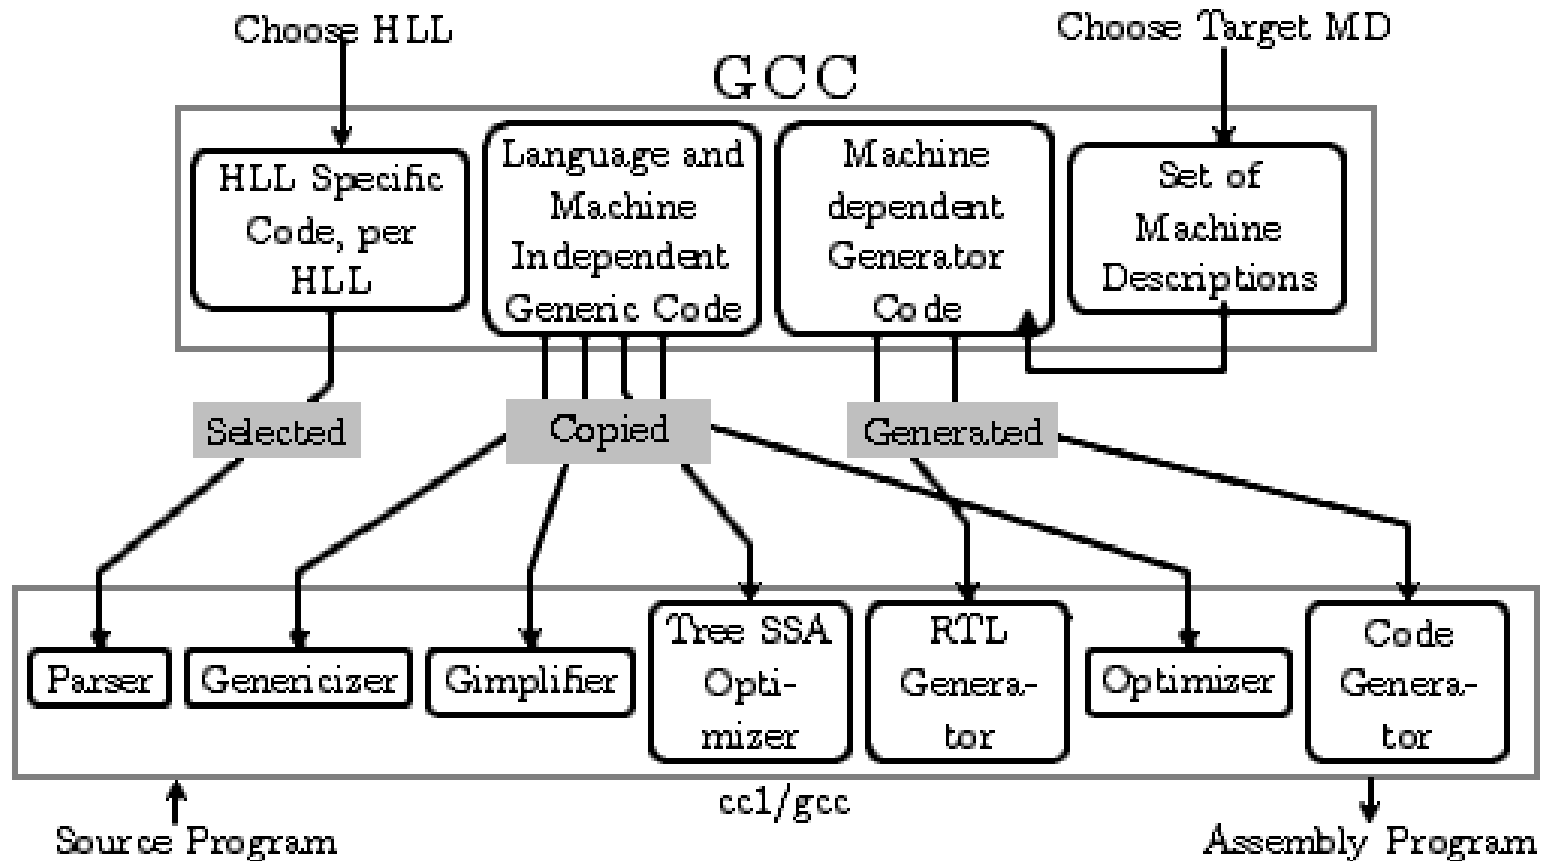 Choose HLL
Choose Target MD
GCC
HLL Specific
Code, per
HLL
Language and
Machine
Independent
Generic Code
Machine
dependent
Generator
Code
Set of
Machine
Descriptions
Selected
Copied
Generated
Parser
Genericizer
Gimplifier
Tree SSA
Opti-
mizer
RTL
Genera-
tor
Optimizer
Code
Genera-
tor
cc1/gcc
Source Program
Assembly Program